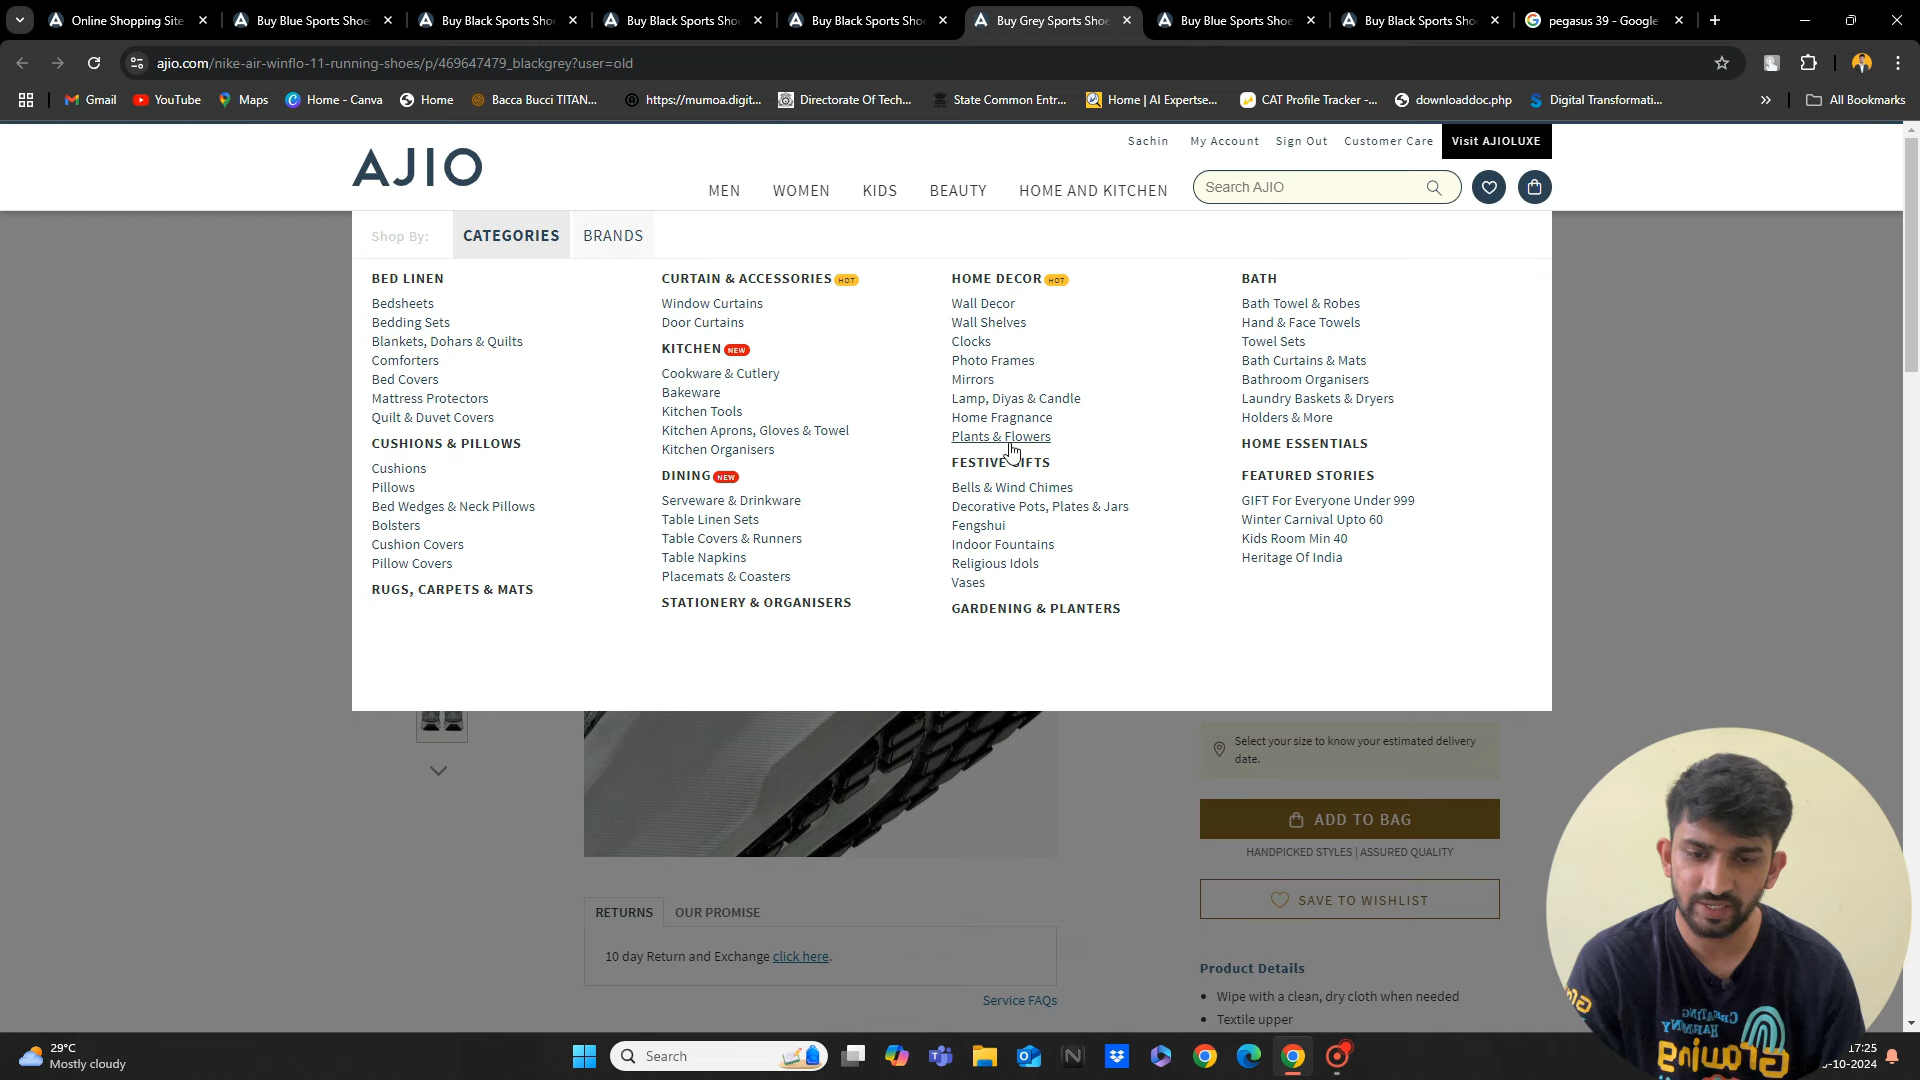 Online Shopping Site
Buy Blue Sports Shoe
Buy Black Sports Sho
Buy Black Sports Sho
Buy Black Sports Sho
Buy Grey Sports Shoe
Buy Blue Sports Shoe
Buy Black Sports Sho
pegasus 39 - Google
ajio.com/nike-air-winflo-11-running-shoes/p/469647479_blackgrey?user=old
Gmail
YouTube
Maps
Home - Canva
Home
Bacca Bucci TITAN...
https://mumoa.digit...
Directorate Of Tech...
State Common Entr...
Home | AI Expertse...
CAT Profile Tracker -...
downloaddoc.php
Digital Transformati...
All Bookmarks
Sachin
My Account
Sign Out
Customer Care
Visit AJIOLUXE
AJIO
MEN
WOMEN
KIDS
BEAUTY
HOME AND KITCHEN
Search AJIO
Shop By:
CATEGORIES
BRANDS
BED LINEN
Bedsheets
Bedding Sets
Blankets, Dohars & Quilts
Comforters
Bed Covers
Mattress Protectors
Quilt & Duvet Covers
CUSHIONS & PILLOWS
Cushions
Pillows
Bed Wedges & Neck Pillows
Bolsters
Cushion Covers
Pillow Covers
RUGS, CARPETS & MATS
CURTAIN & ACCESSORIES HOT
Window Curtains
Door Curtains
KITCHEN NEW
Cookware & Cutlery
Bakeware
Kitchen Tools
Kitchen Aprons, Gloves & Towel
Kitchen Organisers
DINING NEW
Serveware & Drinkware
Table Linen Sets
Table Covers & Runners
Table Napkins
Placemats & Coasters
STATIONERY & ORGANISERS
HOME DECOR HOT
Wall Decor
Wall Shelves
Clocks
Photo Frames
Mirrors
Lamp, Diyas & Candle
Home Fragnance
Plants & Flowers
FESTIVE GIFTS
Bells & Wind Chimes
Decorative Pots, Plates & Jars
Fengshui
Indoor Fountains
Religious Idols
Vases
GARDENING & PLANTERS
BATH
Bath Towel & Robes
Hand & Face Towels
Towel Sets
Bath Curtains & Mats
Bathroom Organisers
Laundry Baskets & Dryers
Holders & More
HOME ESSENTIALS
FEATURED STORIES
GIFT For Everyone Under 999
Winter Carnival Upto 60
Kids Room Min 40
Heritage Of India
Select your size to know your estimated delivery
date.
ADD TO BAG
HANDPICKED STYLES | ASSURED QUALITY
SAVE TO WISHLIST
RETURNS
OUR PROMISE
10 day Return and Exchange click here.
Service FAQs
Product Details
• Wipe with a clean, dry cloth when needed
• Textile upper
29°C
Mostly cloudy
Search
17:25
-10-2024